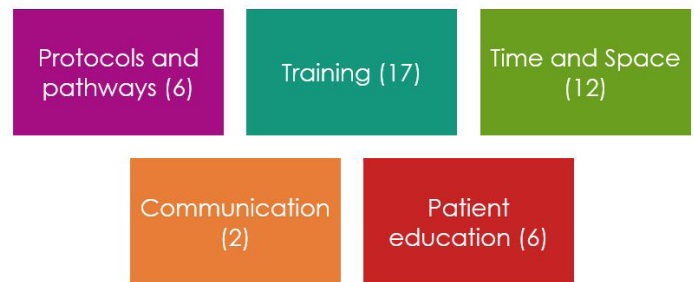 Protocols and
pathways (6)
Training (17)
Time and Space
(12)
Communication
(2)
Patient
education (6)